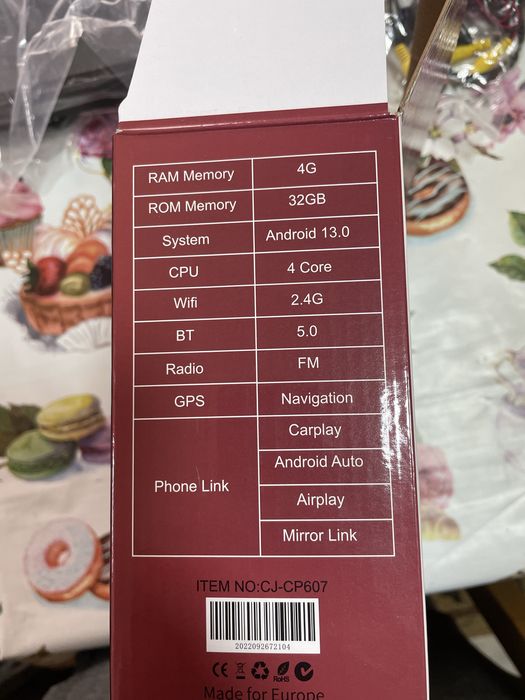 RAM Memory 4G
ROM Memory 32GB
System Android 13.0
CPU 4 Core
Wifi 2.4G
BT 5.0
Radio FM
GPS Navigation
Phone Link
Carplay
Android Auto
Airplay
Mirror Link
ITEM NO:CJ-CP607
2022092672104
CE RoHS
Made for Europe